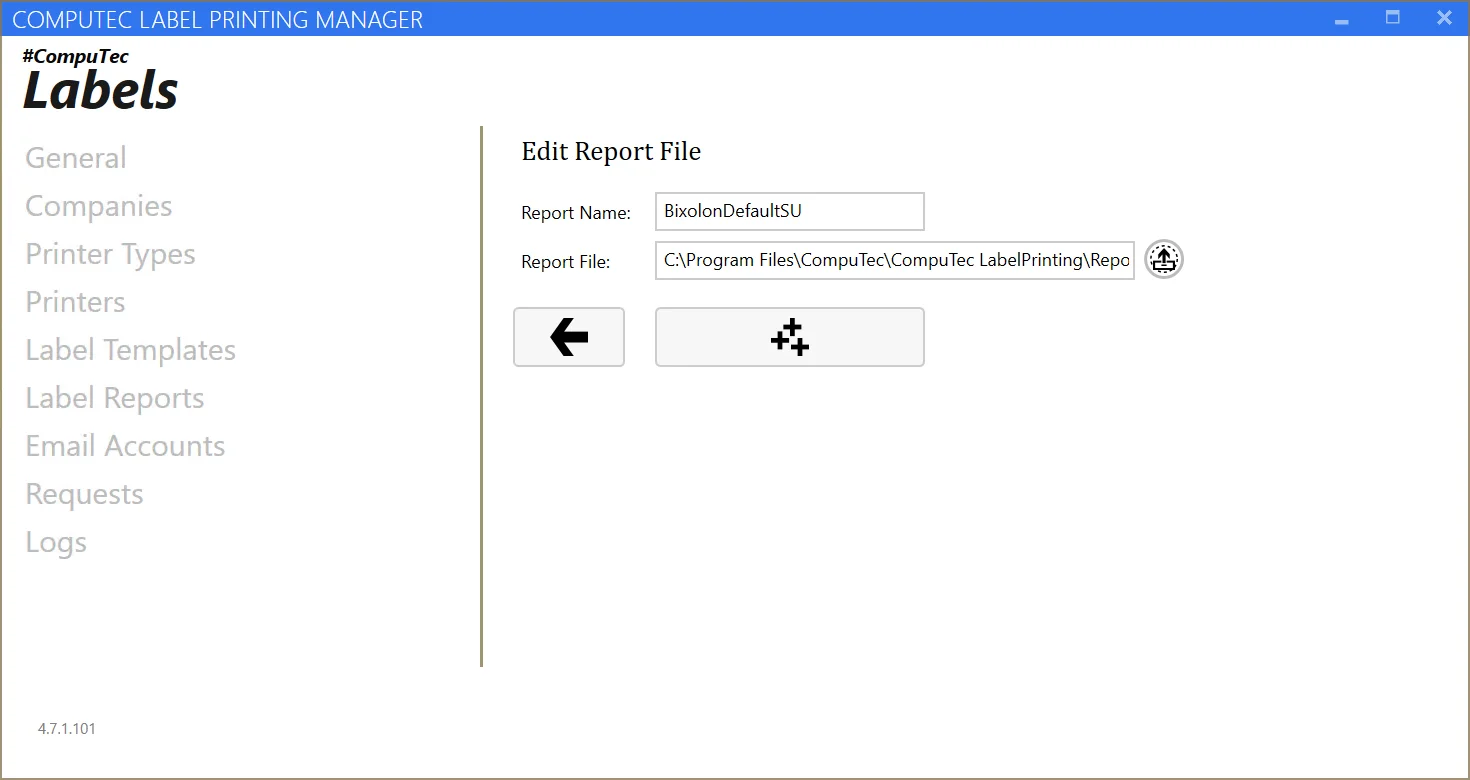 COMPUTEC LABEL PRINTING MANAGER
#CompuTec
Labels
General
Companies
Printer Types
Printers
Label Templates
Label Reports
Email Accounts
Requests
Logs
4.7.1.101
Edit Report File
Report Name: BixolonDefaultSU
Report File: C:\Program Files\CompuTec\CompuTec LabelPrinting\Repo